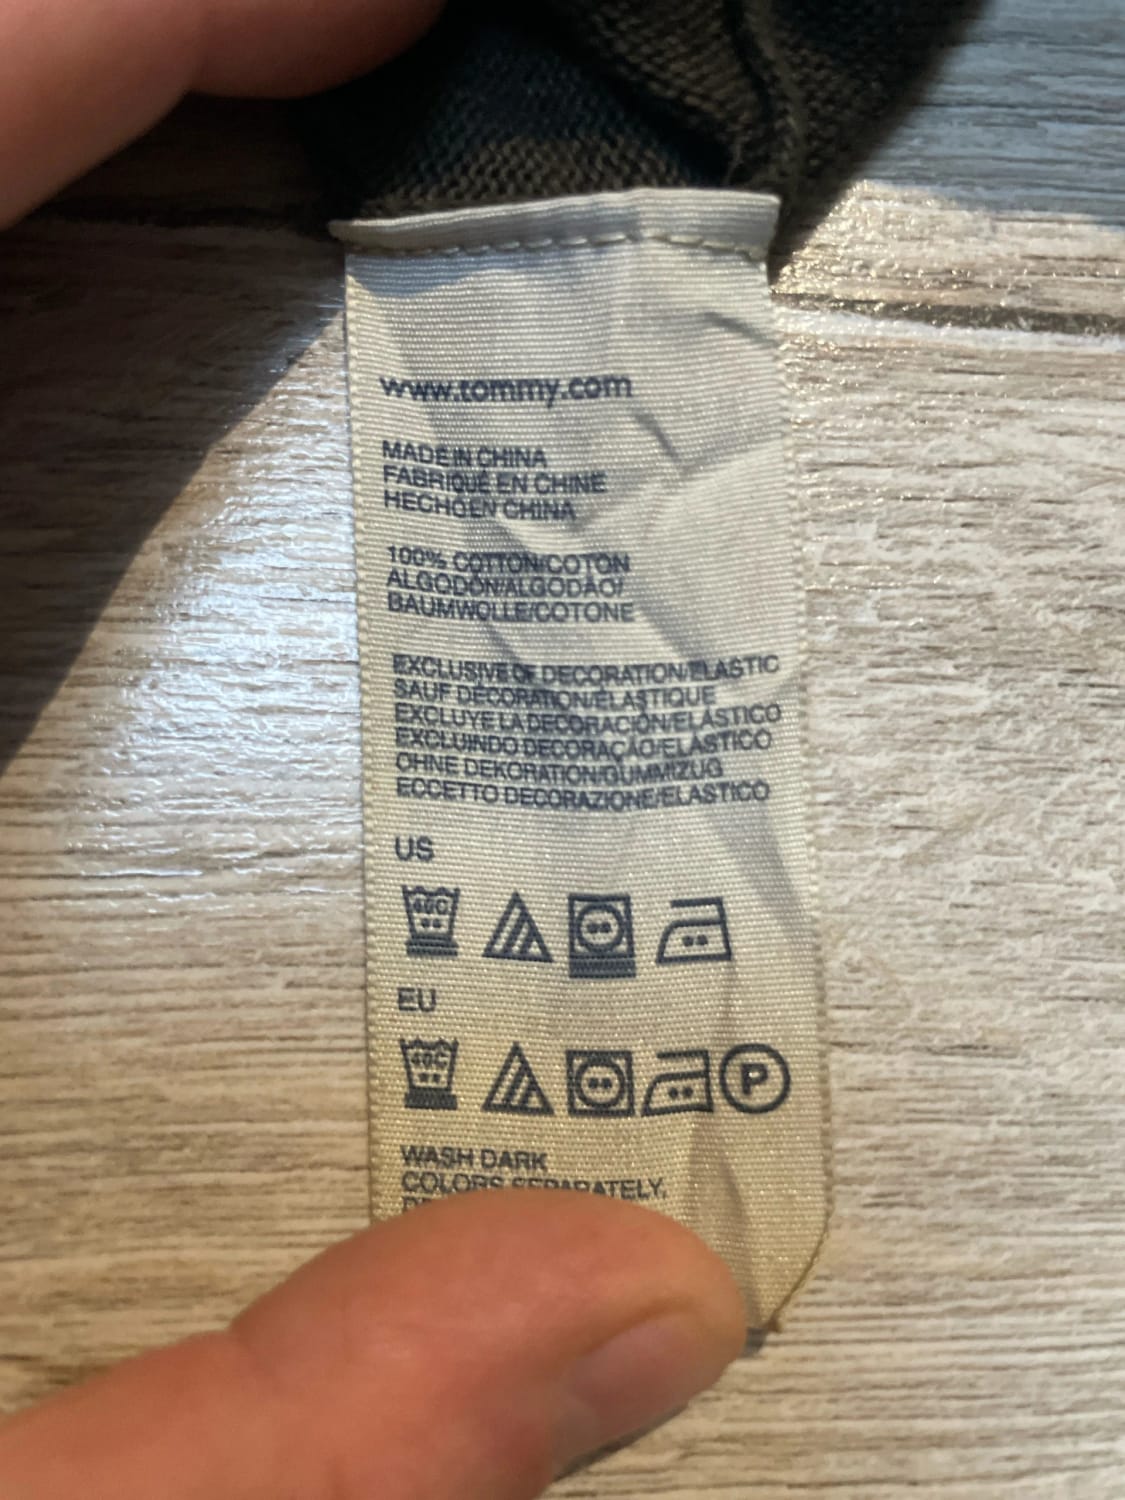 www.tommy.com
MADE IN CHINA
FABRIQUÉ EN CHINE
HECHO EN CHINA
100% COTTON/COTON
ALGODÓN/ALGODÃO/
BAUMWOLLE/COTONE
EXCLUSIVE OF DECORATION/ELASTIC
SAUF DÉCORATION/ÉLASTIQUE
EXCLUYE LA DECORACIÓN/ELÁSTICO
EXCLUINDO DECORAÇÃO/ELÁSTICO
OHNE DEKORATION/GUMMIZUG
ECCETTO DECORAZIONE/ELASTICO
US
40C
EU
40C
P
WASH DARK
COLORS SEPARATELY.